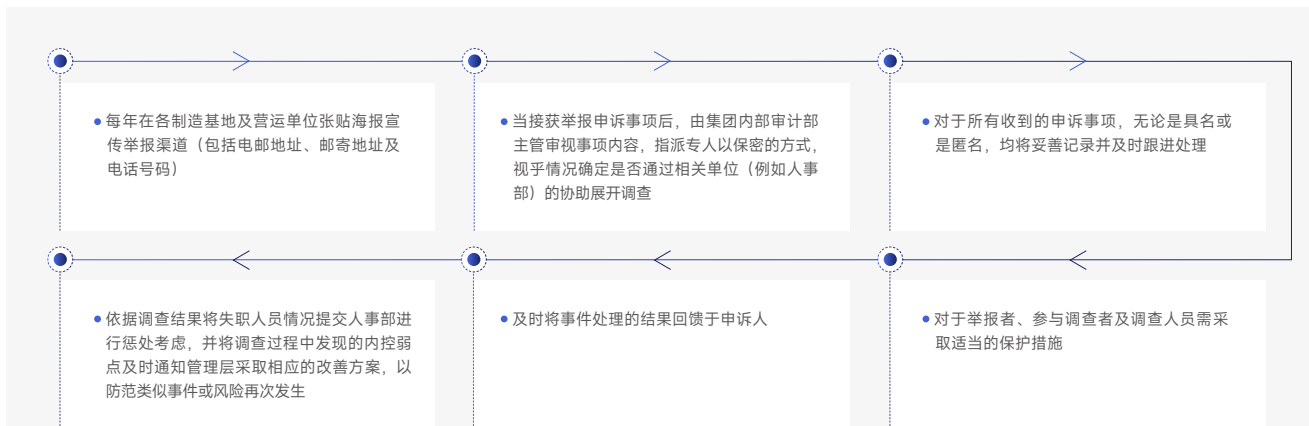 每年在各制造基地及营运单位张贴海报宣
传举报渠道（包括电邮地址、邮寄地址及
电话号码）
当接获举报申诉事项后，由集团内部审计部
主管审视事项内容，指派专人以保密的方式，
视乎情况确定是否通过相关单位（例如人事
部）的协助展开调查
对于所有收到的申诉事项，无论是具名或
是匿名，均将妥善记录并及时跟进处理
对于举报者、参与调查者及调查人员需采
取适当的保护措施
及时将事件处理的结果回馈于申诉人
依据调查结果将失职人员情况提交人事部进
行惩处考虑，并将调查过程中发现的内控弱
点及时通知管理层采取相应的改善方案，以
防范类似事件或风险再次发生